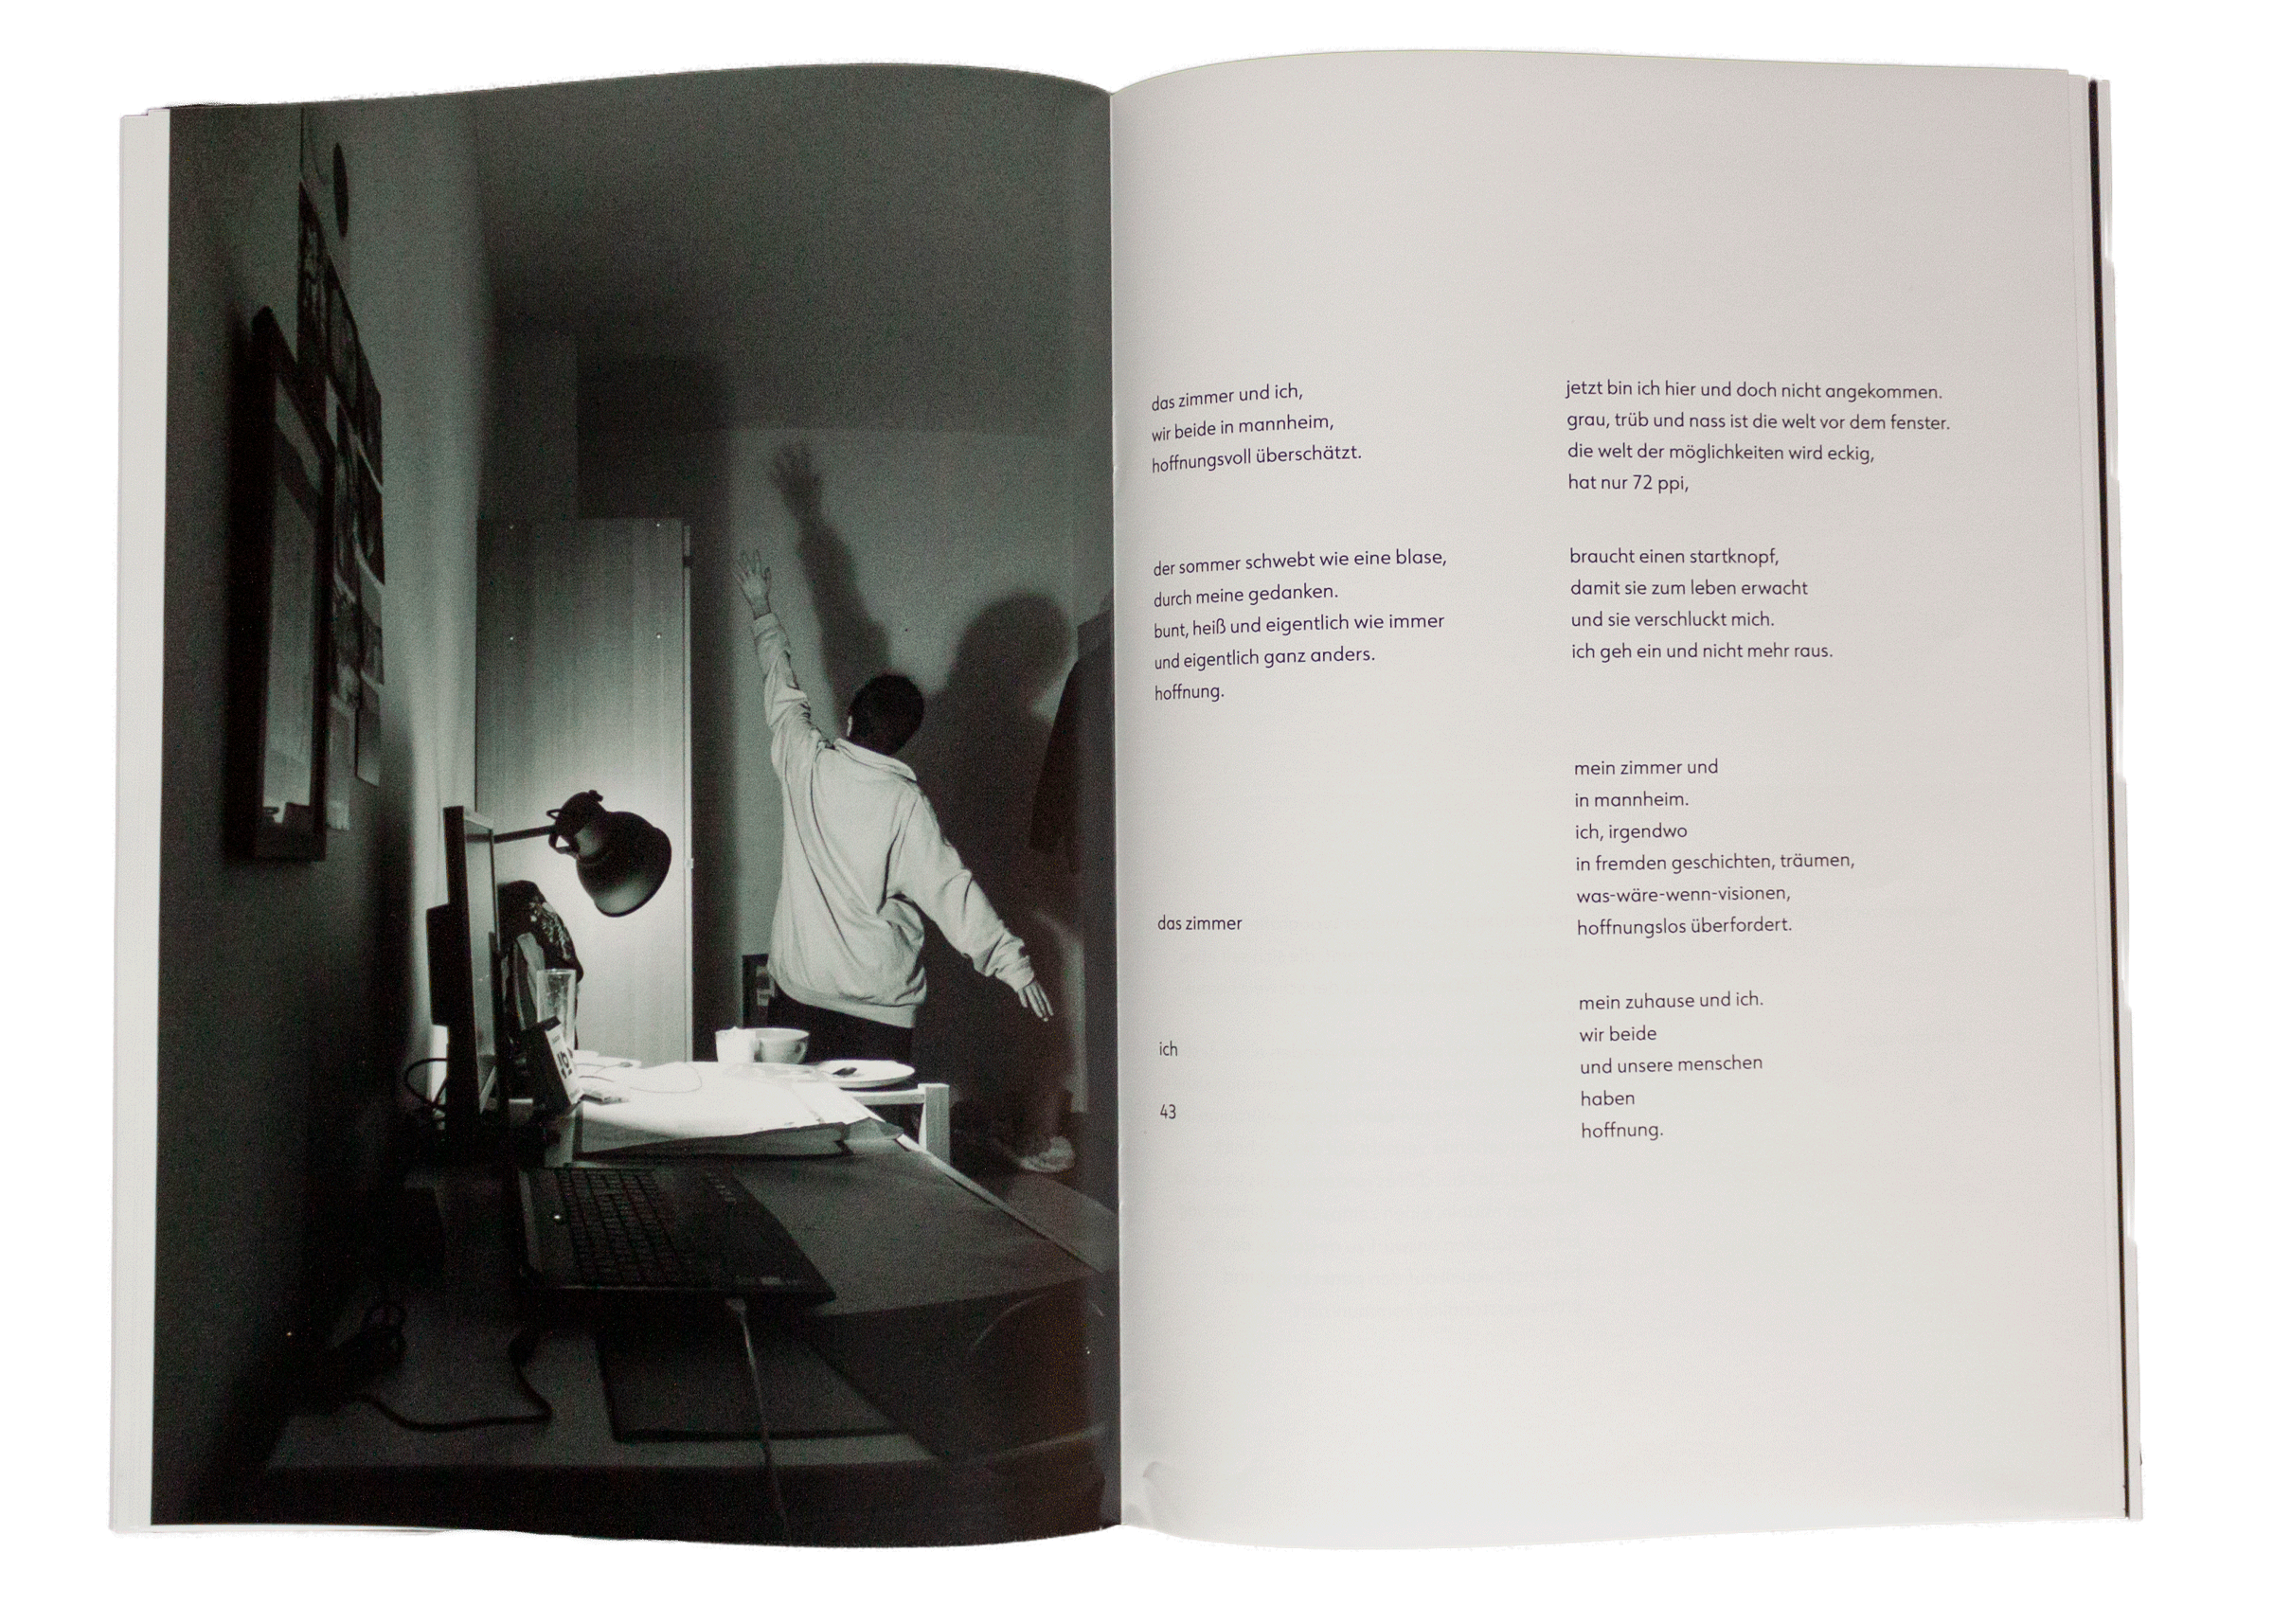 das zimmer und ich,
wir beide in mannheim,
hoffnungsvoll überschätzt.
der sommer schwebt wie eine blase,
durch meine gedanken.
bunt, heiß und eigentlich wie immer
und eigentlich ganz anders.
hoffnung.
das zimmer
ich
43
jetzt bin ich hier und doch nicht angekommen.
grau, trüb und nass ist die welt vor dem fenster.
die welt der möglichkeiten wird eckig,
hat nur 72 ppi,
braucht einen startknopf,
damit sie zum leben erwacht
und sie verschluckt mich.
ich geh ein und nicht mehr raus.
mein zimmer und
in mannheim.
ich, irgendwo
in fremden geschichten, träumen,
was-wäre-wenn-visionen,
hoffnungslos überfordert.
mein zuhause und ich.
wir beide
und unsere menschen
haben
hoffnung.